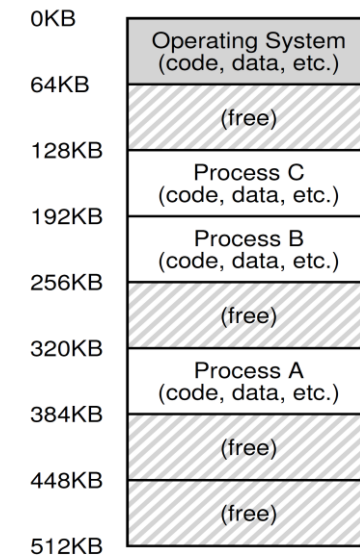 0KB
Operating System
(code, data, etc.)
64KB
(free)
128KB
Process C
(code, data, etc.)
192KB
Process B
(code, data, etc.)
256KB
(free)
320KB
Process A
(code, data, etc.)
384KB
(free)
448KB
(free)
512KB